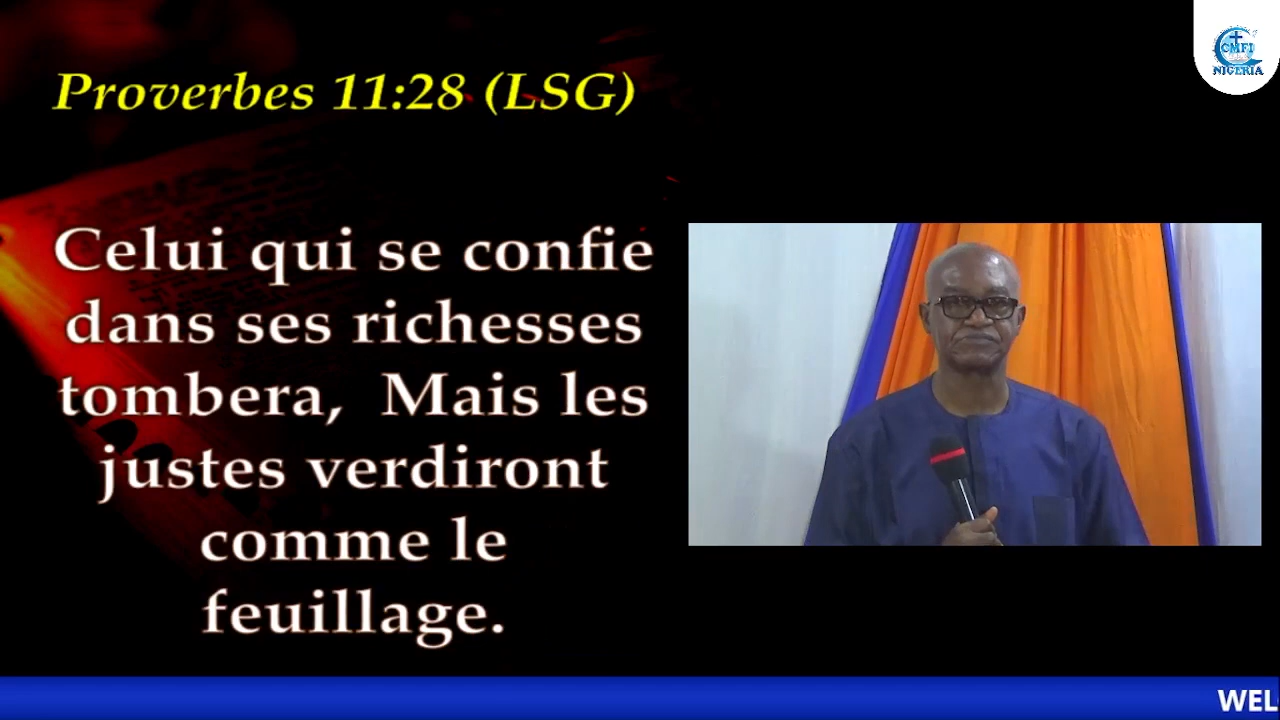 Proverbes 11:28 (LSG)
Celui qui se confie
dans ses richesses
tombera, Mais les
justes verdiront
comme le
feuillage.
CMFI
NIGERIA
WEL